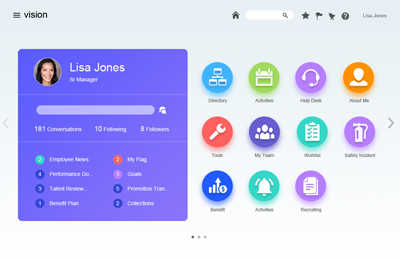 vision
Lisa Jones
Lisa Jones
Sr Manager
181 Conversations
10 Following
8 Followers
2 Employee News
2 My Flag
4 Performance Do...
3 Goals
4 Talent Review...
5 Promotion Tran...
1 Benefit Plan
2 Collections
Directory
Activities
Help Desk
About Me
Tools
My Team
Worklist
Safety Incident
Benefit
Activities
Recruiting